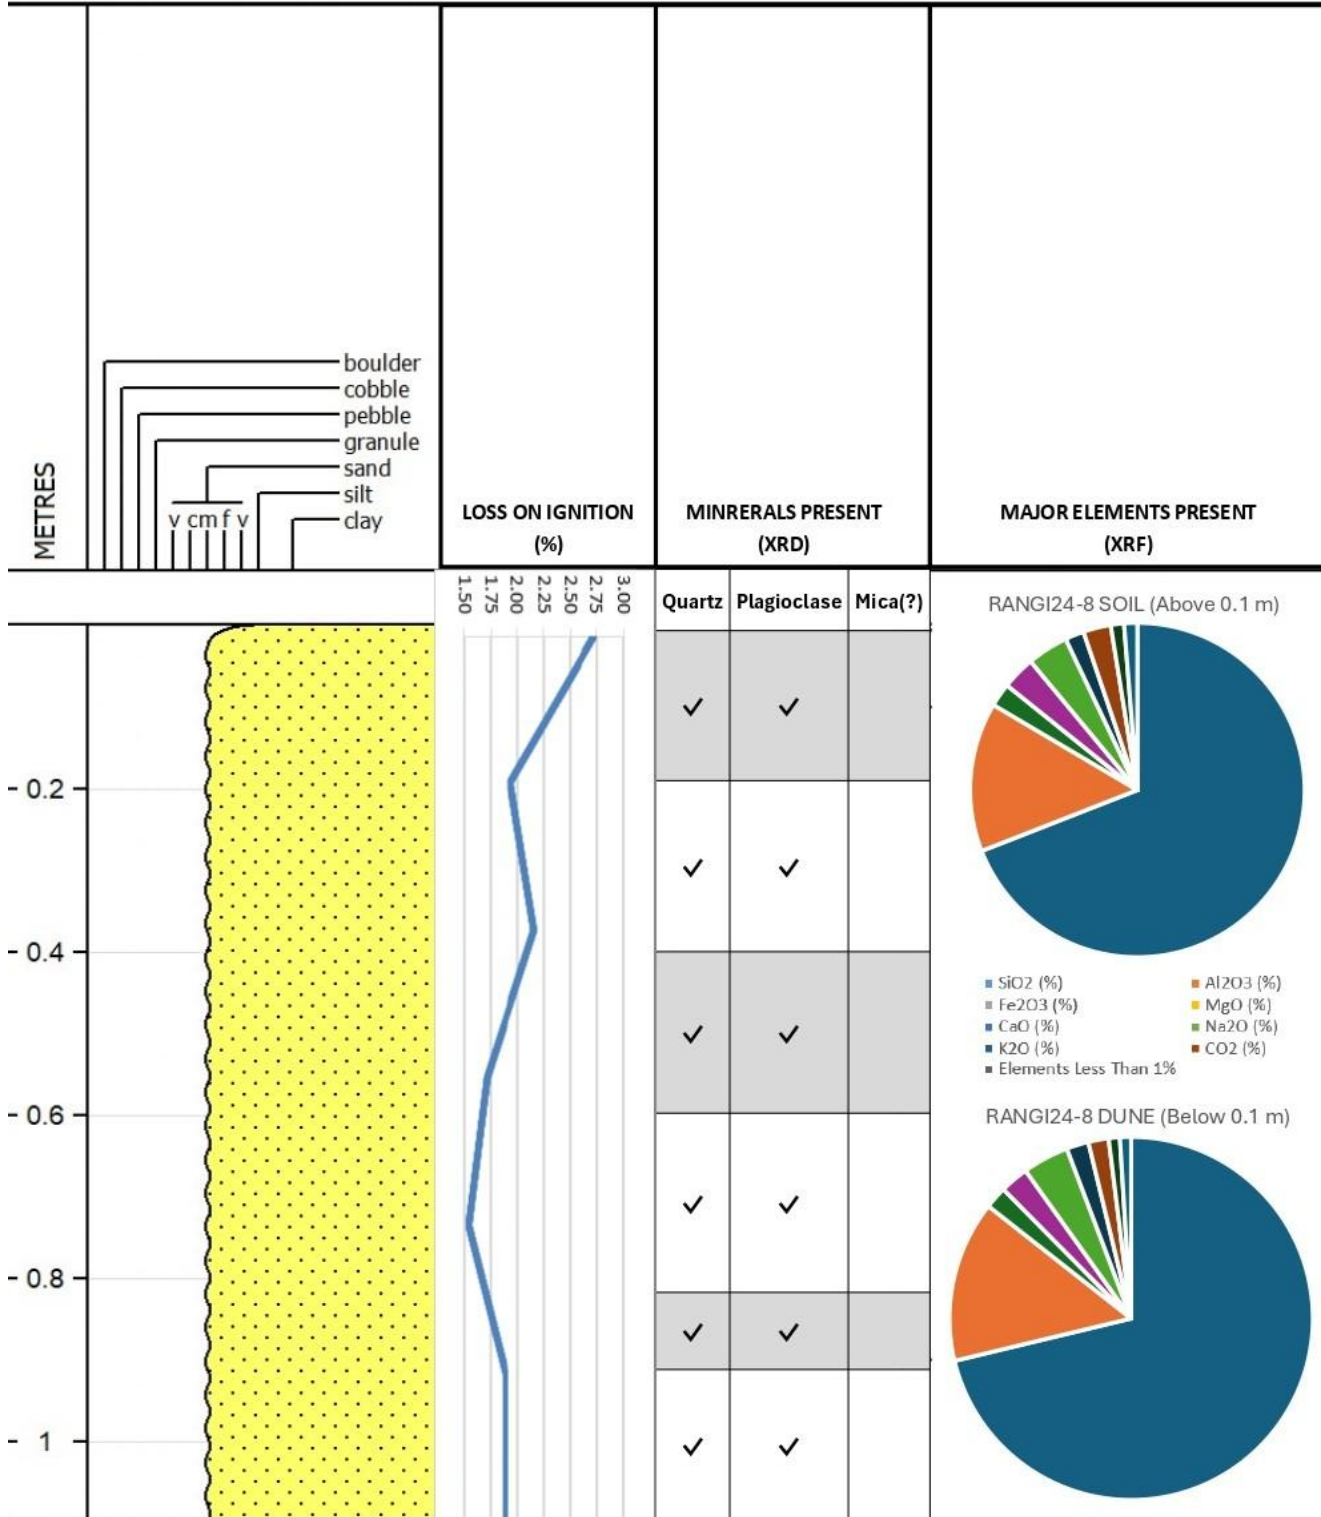 METRES
boulder
cobble
pebble
granule
sand
silt
clay
v c m f v
LOSS ON IGNITION
(%)
MINRERALS PRESENT
(XRD)
MAJOR ELEMENTS PRESENT
(XRF)
1.50
1.75
2.00
2.25
2.50
2.75
3.00
Quartz
Plagioclase
Mica(?)
0.2
0.4
0.6
0.8
1
RANGI24-8 SOIL (Above 0.1 m)
SiO2 (%)
Al2O3 (%)
Fe2O3 (%)
MgO (%)
CaO (%)
Na2O (%)
K2O (%)
CO2 (%)
Elements Less Than 1%
RANGI24-8 DUNE (Below 0.1 m)